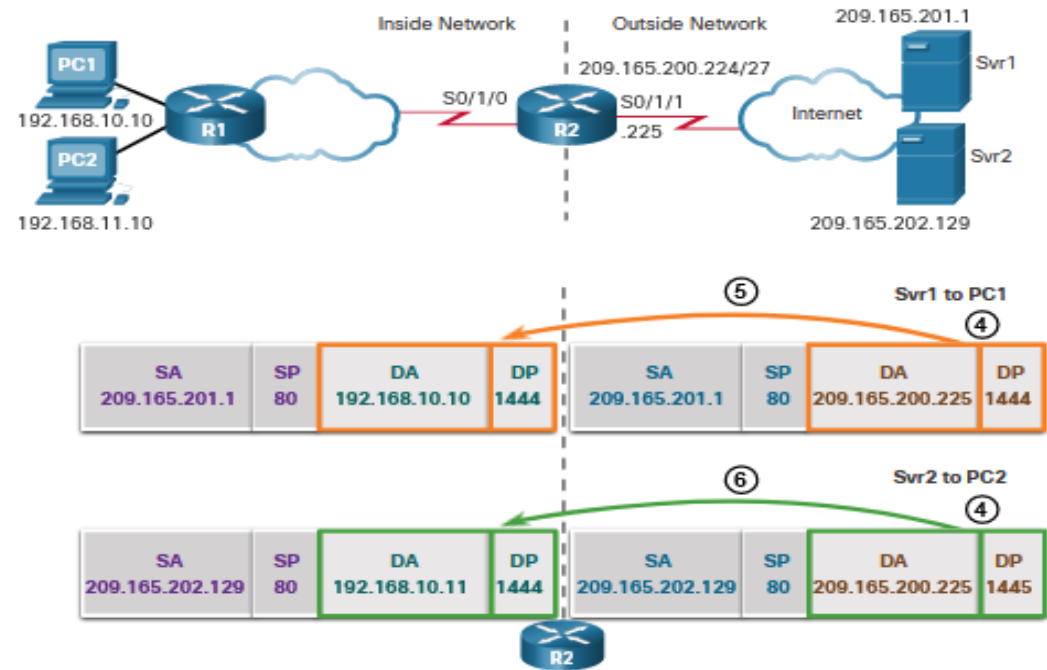 Inside Network
Outside Network
209.165.201.1
PC1
192.168.10.10
R1
S0/1/0
209.165.200.224/27
R2
S0/1/1
.225
Internet
Svr1
PC2
192.168.11.10
Svr2
209.165.202.129
5
Svr1 to PC1
4
SA SP DA DP SA SP DA DP
209.165.201.1 80 192.168.10.10 1444 209.165.201.1 80 209.165.200.225 1444
6
Svr2 to PC2
4
SA SP DA DP SA SP DA DP
209.165.202.129 80 192.168.10.11 1444 209.165.202.129 80 209.165.200.225 1445
R2